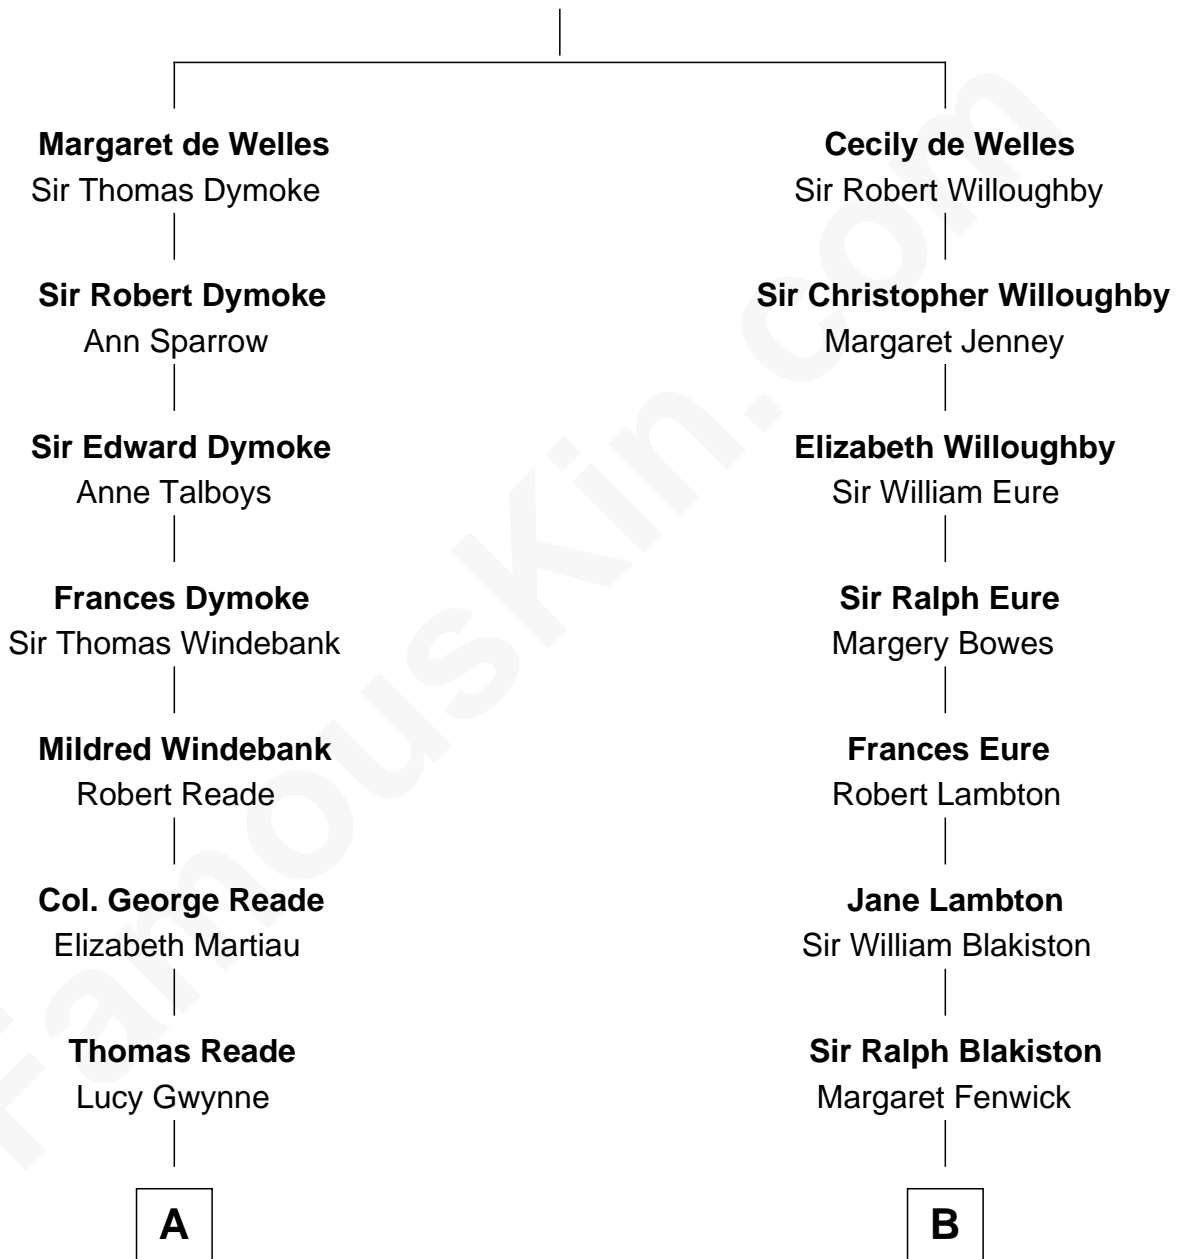 Margaret de Welles
Sir Thomas Dymoke
Sir Robert Dymoke
Ann Sparrow
Sir Edward Dymoke
Anne Talboys
Frances Dymoke
Sir Thomas Windebank
Mildred Windebank
Robert Reade
Col. George Reade
Elizabeth Martiau
Thomas Reade
Lucy Gwynne
A
Cecily de Welles
Sir Robert Willoughby
Sir Christopher Willoughby
Margaret Jenney
Elizabeth Willoughby
Sir William Eure
Sir Ralph Eure
Margery Bowes
Frances Eure
Robert Lambton
Jane Lambton
Sir William Blakiston
Sir Ralph Blakiston
Margaret Fenwick
B
FamousKin.com